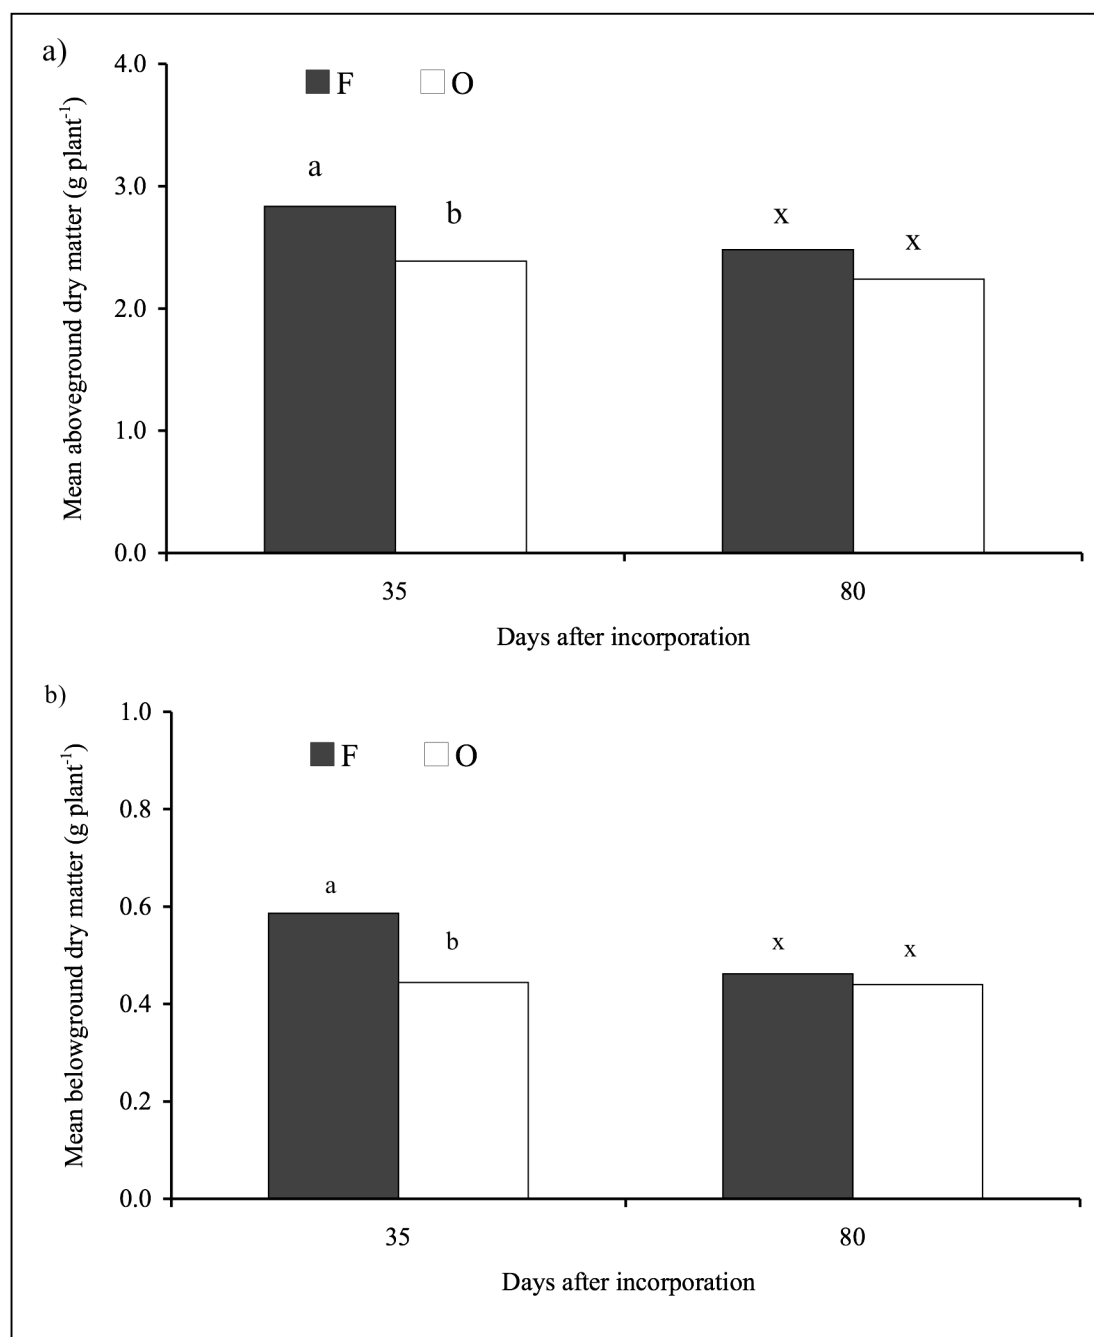 a)
Mean aboveground dry matter (g plant⁻¹)
4.0
3.0
2.0
1.0
0.0
F O
a
b
x
x
35 80
Days after incorporation
b)
Mean belowground dry matter (g plant⁻¹)
1.0
0.8
0.6
0.4
0.2
0.0
F O
a
b
x
x
35 80
Days after incorporation